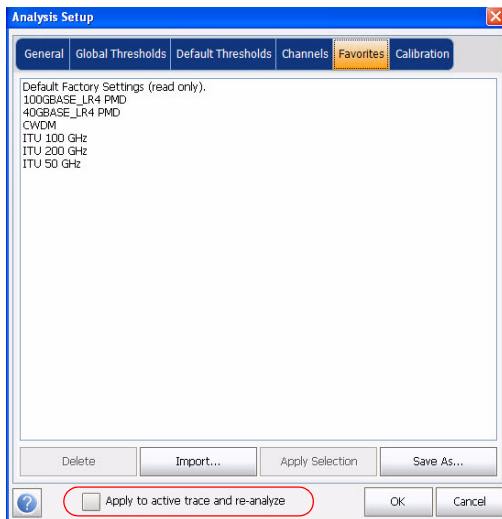 Analysis Setup
General Global Thresholds Default Thresholds Channels Favorites Calibration
Default Factory Settings (read only).
100GBASE_LR4 PMD
40GBASE_LR4 PMD
CWDM
ITU 100 GHz
ITU 200 GHz
ITU 50 GHz
Delete Import... Apply Selection Save As...
? Apply to active trace and re-analyze OK Cancel